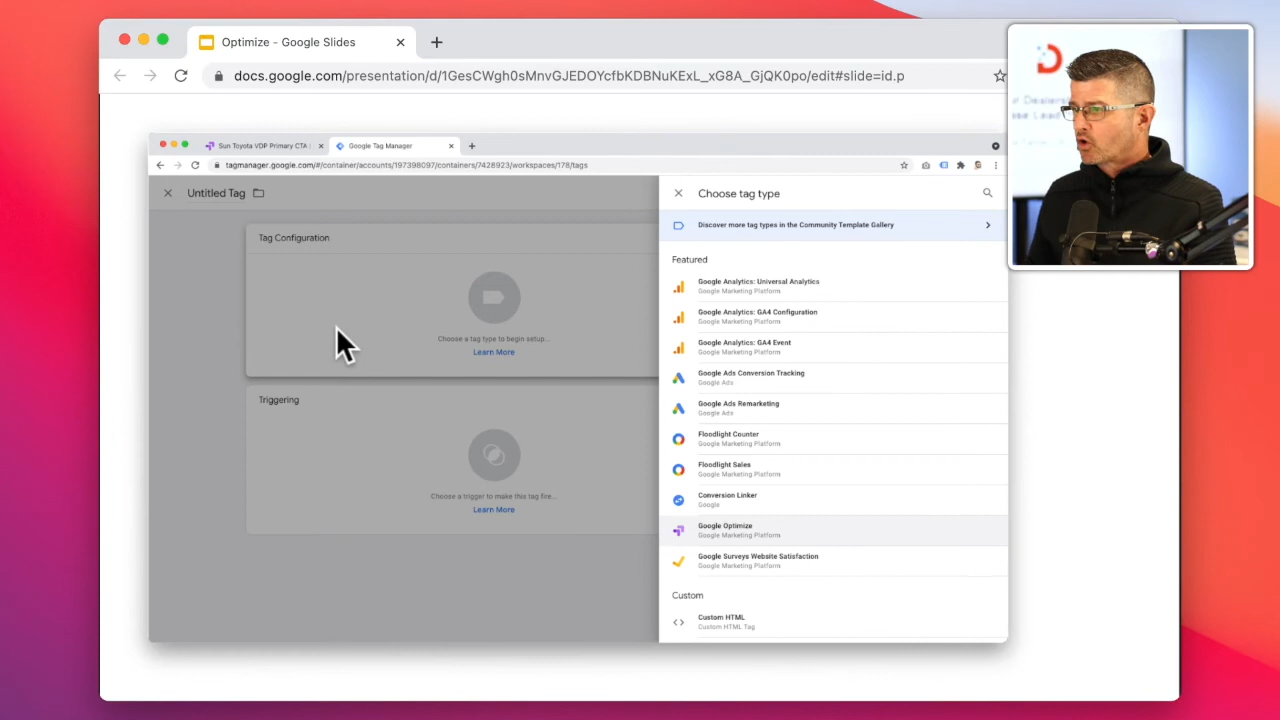 Optimize - Google Slides
docs.google.com/presentation/d/1GesCWgh0sMnvGJEDOYcfbKDBNuKExL_xG8A_GjQK0po/edit#slide=id.p
Sun Toyota VDP Primary CTA
Google Tag Manager
tagmanager.google.com/#/container/accounts/197398097/containers/7428923/workspaces/178/tags
Untitled Tag
Tag Configuration
Choose a tag type to begin setup...
Learn More
Triggering
Choose a trigger to make this tag fire...
Learn More
Choose tag type
Discover more tag types in the Community Template Gallery
Featured
Google Analytics: Universal Analytics
Google Marketing Platform
Google Analytics: GA4 Configuration
Google Marketing Platform
Google Analytics: GA4 Event
Google Marketing Platform
Google Ads Conversion Tracking
Google Ads
Google Ads Remarketing
Google Ads
Floodlight Counter
Google Marketing Platform
Floodlight Sales
Google Marketing Platform
Conversion Linker
Google
Google Optimize
Google Marketing Platform
Google Surveys Website Satisfaction
Google Marketing Platform
Custom
Custom HTML
Custom HTML Tag